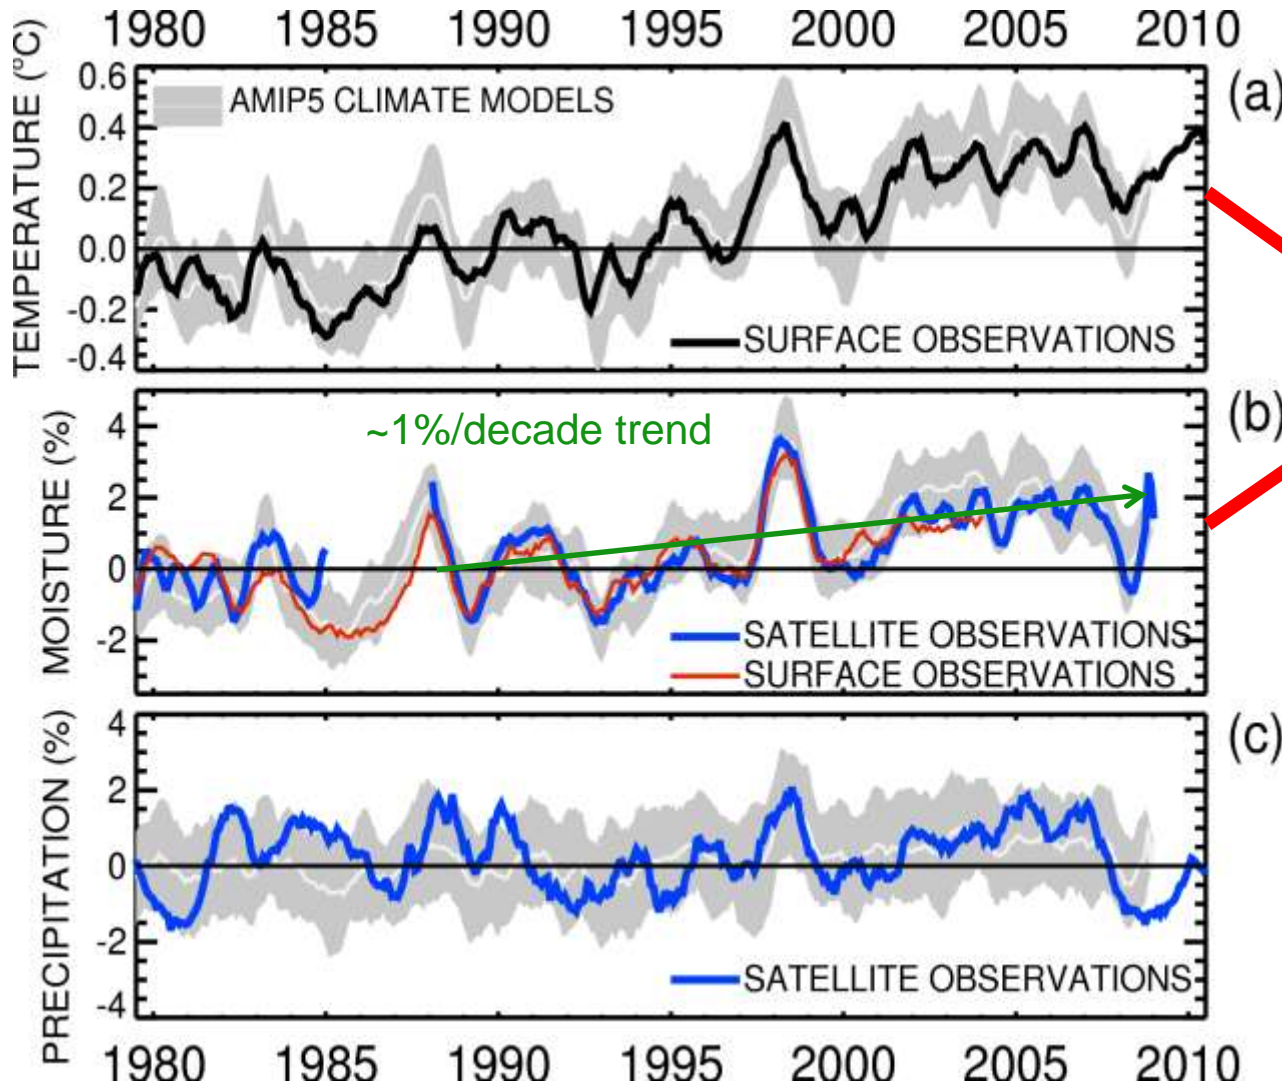 1980 1985 1990 1995 2000 2005 2010
TEMPERATURE (°C)
0.6
0.4
0.2
0.0
-0.2
-0.4
AMIP5 CLIMATE MODELS
SURFACE OBSERVATIONS
(a)
MOISTURE (%)
4
2
0
-2
~1%/decade trend
SATELLITE OBSERVATIONS
SURFACE OBSERVATIONS
(b)
PRECIPITATION (%)
4
2
0
-2
-4
SATELLITE OBSERVATIONS
(c)
1980 1985 1990 1995 2000 2005 2010